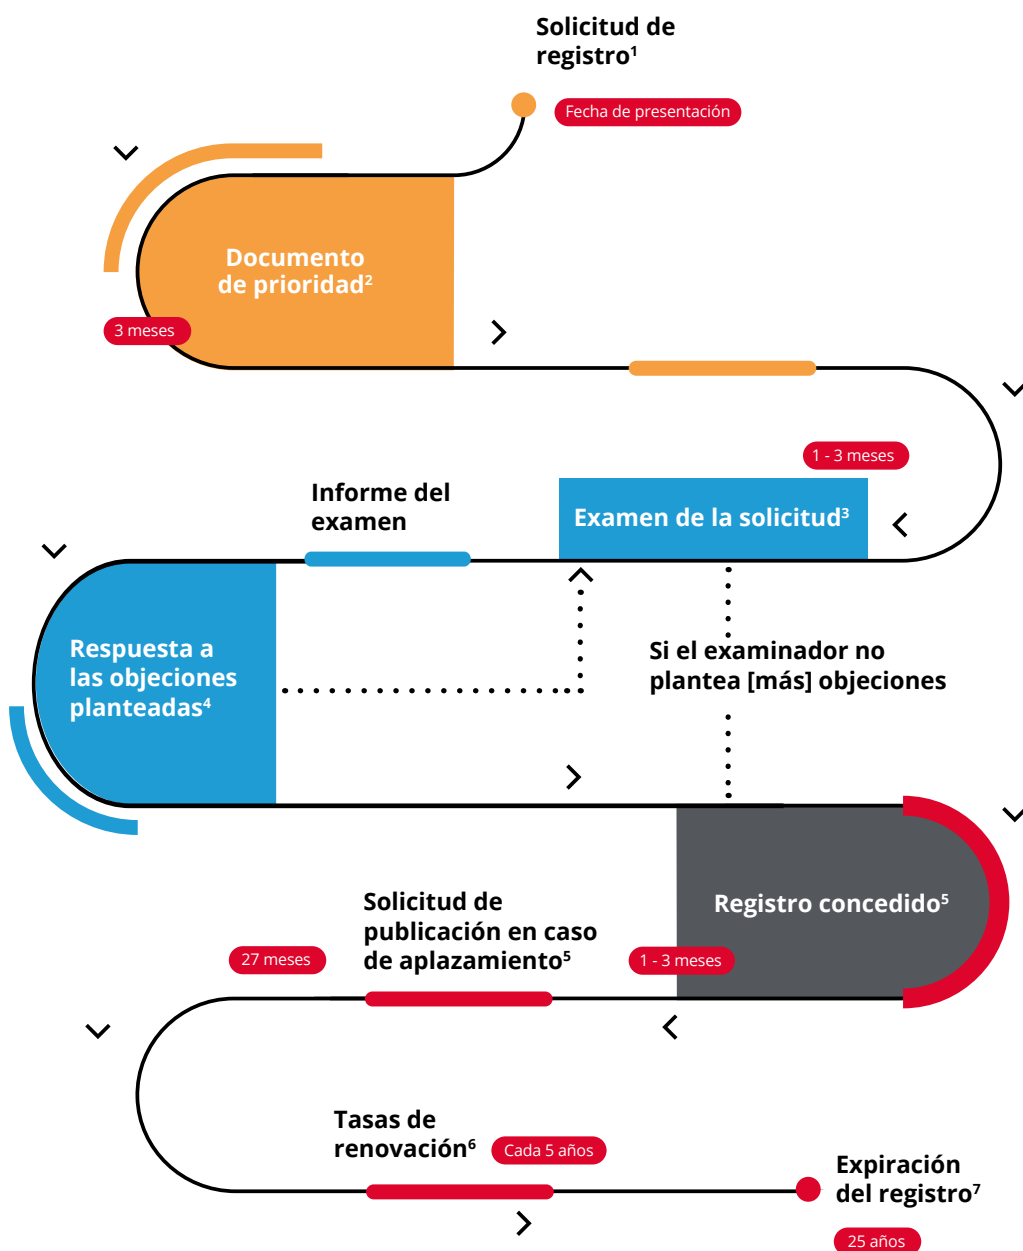 Solicitud de
registro¹
Fecha de presentación
Documento
de prioridad²
3 meses
1 - 3 meses
Informe del
examen
Examen de la solicitud³
Respuesta a
las objeciones
planteadas⁴
Si el examinador no
plantea [más] objeciones
Registro concedido⁵
Solicitud de
publicación en caso
de aplazamiento⁵
27 meses
1 - 3 meses
Tasas de
renovación⁶
Cada 5 años
Expiración
del registro⁷
25 años